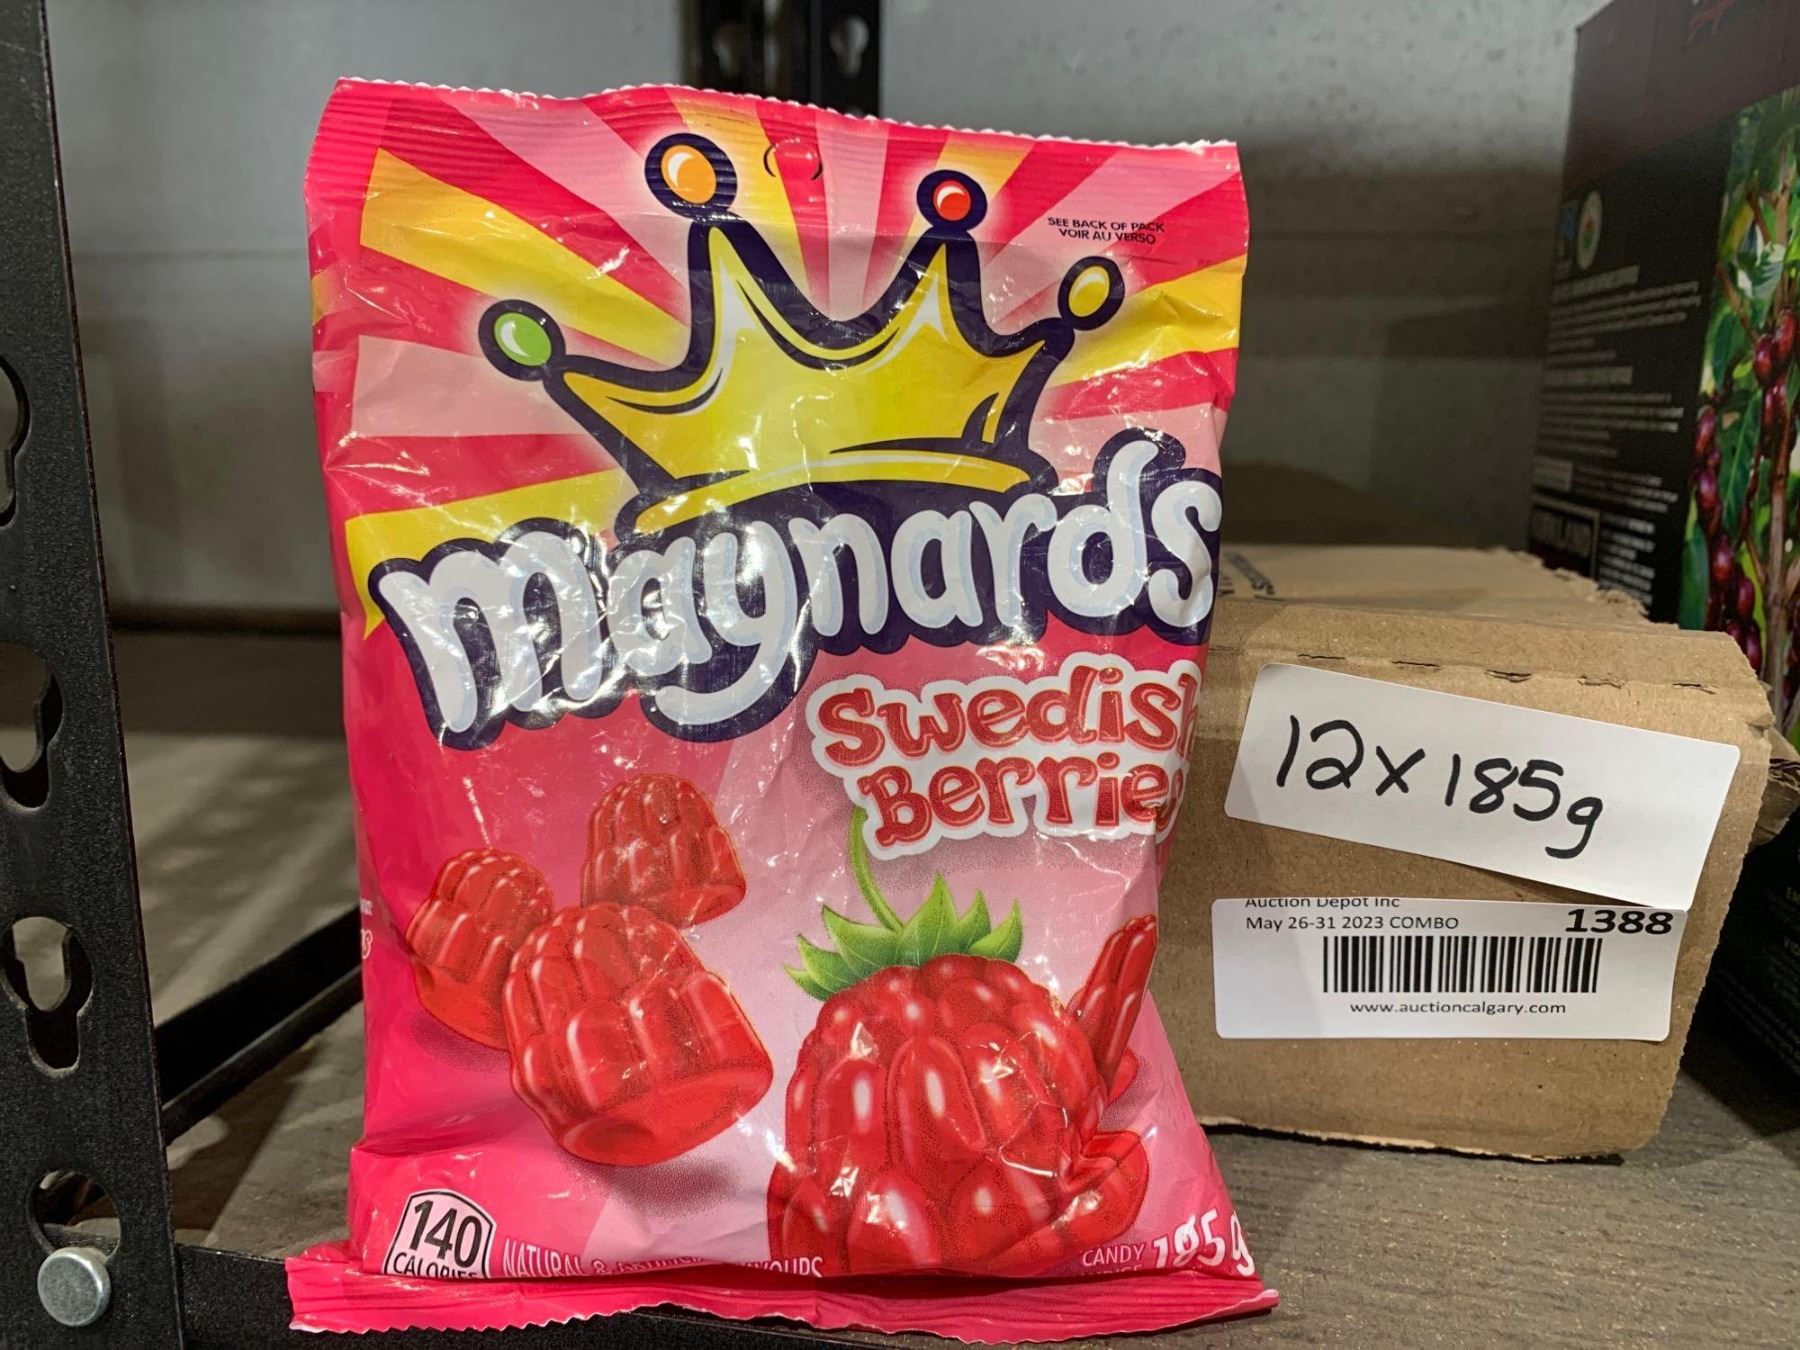 SEE BACK OF PACK
VOIR AU VERSO
maynards
Swedish
Berries
12x185g
Auction Depot Inc
May 26-31 2023 COMBO
1388
www.auctioncalgary.com
140
CALORIES
NATURAL &
CANDY
185g